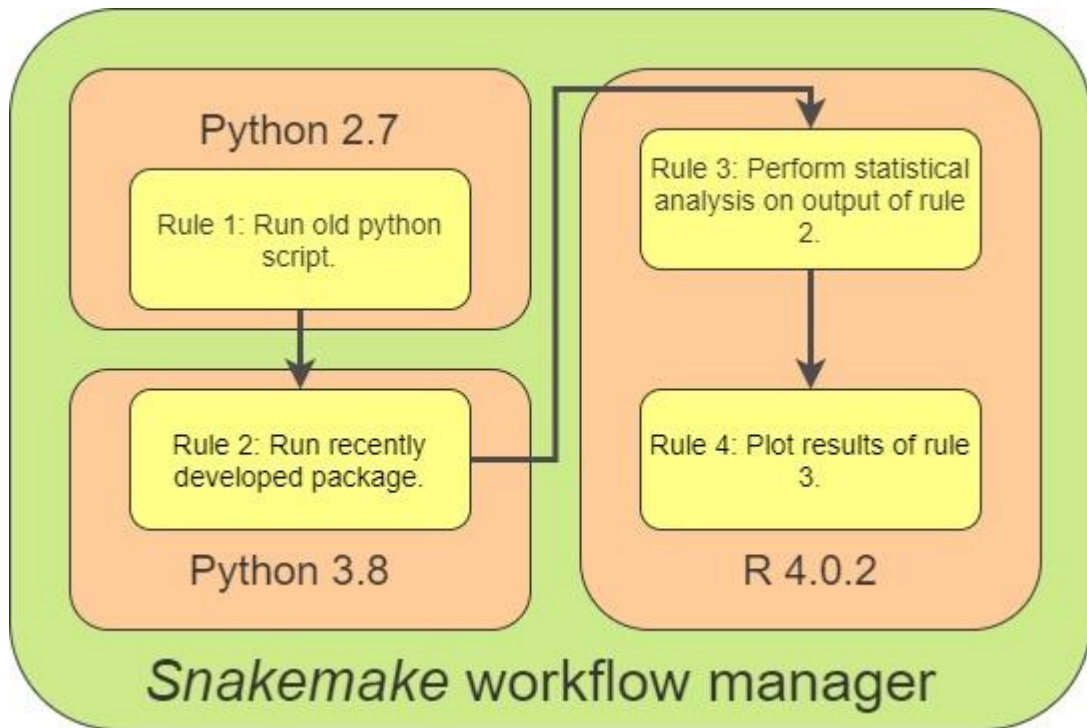 Python 2.7
Rule 1: Run old python
script.
Rule 2: Run recently
developed package.
Python 3.8
Rule 3: Perform statistical
analysis on output of rule
2.
Rule 4: Plot results of rule
3.
R 4.0.2
Snakemake workflow manager